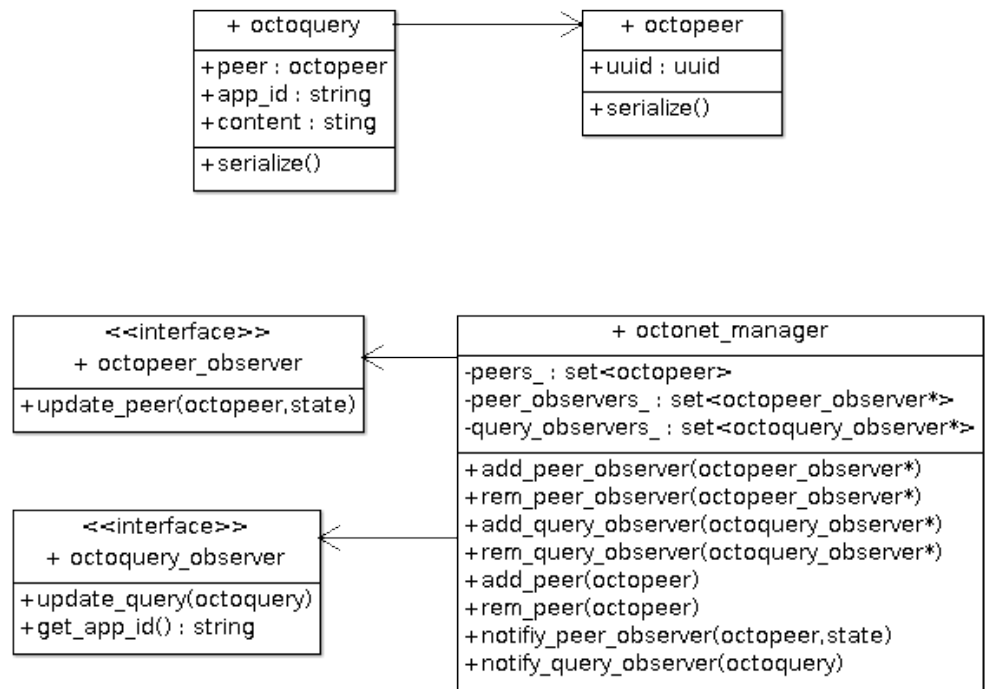 + octoquery
+peer : octopeer
+app_id : string
+content : sting
+serialize()
+ octopeer
+uuid : uuid
+serialize()
<<interface>>
+ octopeer_observer
+update_peer(octopeer,state)
<<interface>>
+ octoquery_observer
+update_query(octoquery)
+get_app_id() : string
+ octonet_manager
-peers_ : set<octopeer>
-peer_observers_ : set<octopeer_observer*>
-query_observers_ : set<octoquery_observer*>
+add_peer_observer(octopeer_observer*)
+rem_peer_observer(octopeer_observer*)
+add_query_observer(octoquery_observer*)
+rem_query_observer(octoquery_observer*)
+add_peer(octopeer)
+rem_peer(octopeer)
+notifiy_peer_observer(octopeer,state)
+notify_query_observer(octoquery)